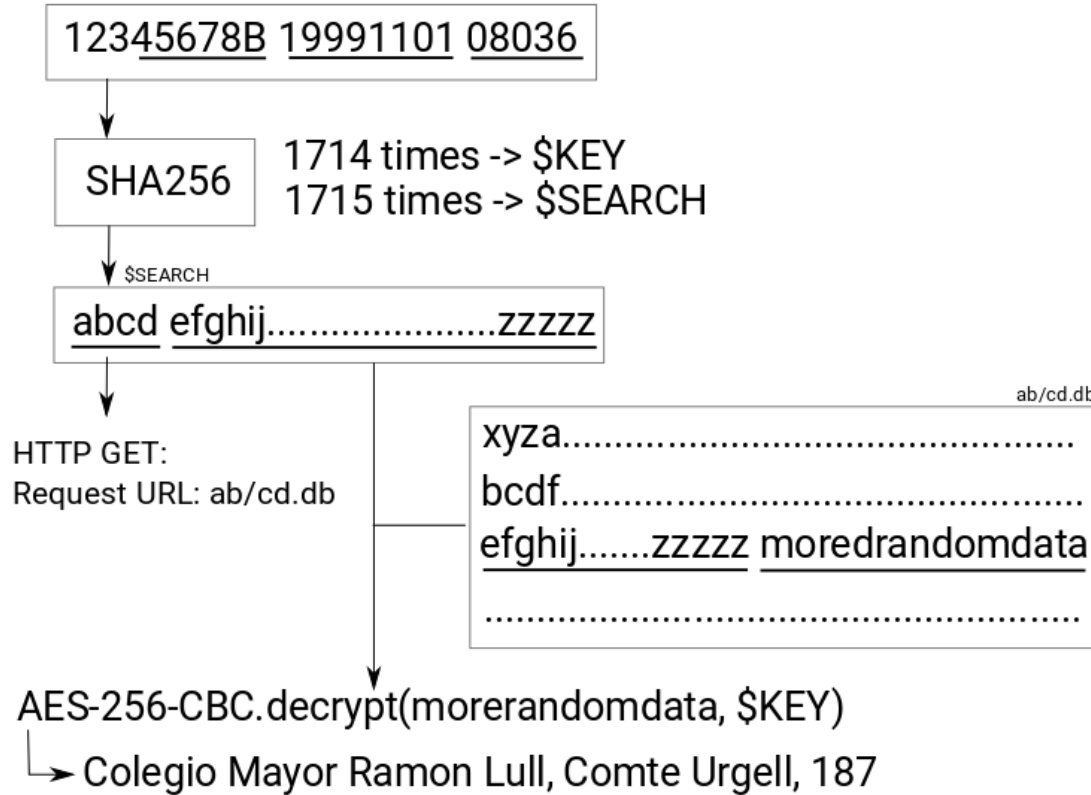 12345678B 19991101 08036
SHA256
1714 times -> $KEY
1715 times -> $SEARCH
$SEARCH
abcd efghij......................zzzzz
HTTP GET:
Request URL: ab/cd.db
ab/cd.db
xyza..................................................
bcdf...................................................
efghij.......zzzzz moredrandomdata
..........................................................
AES-256-CBC.decrypt(morerandomdata, $KEY)
Colegio Mayor Ramon Lull, Comte Urgell, 187